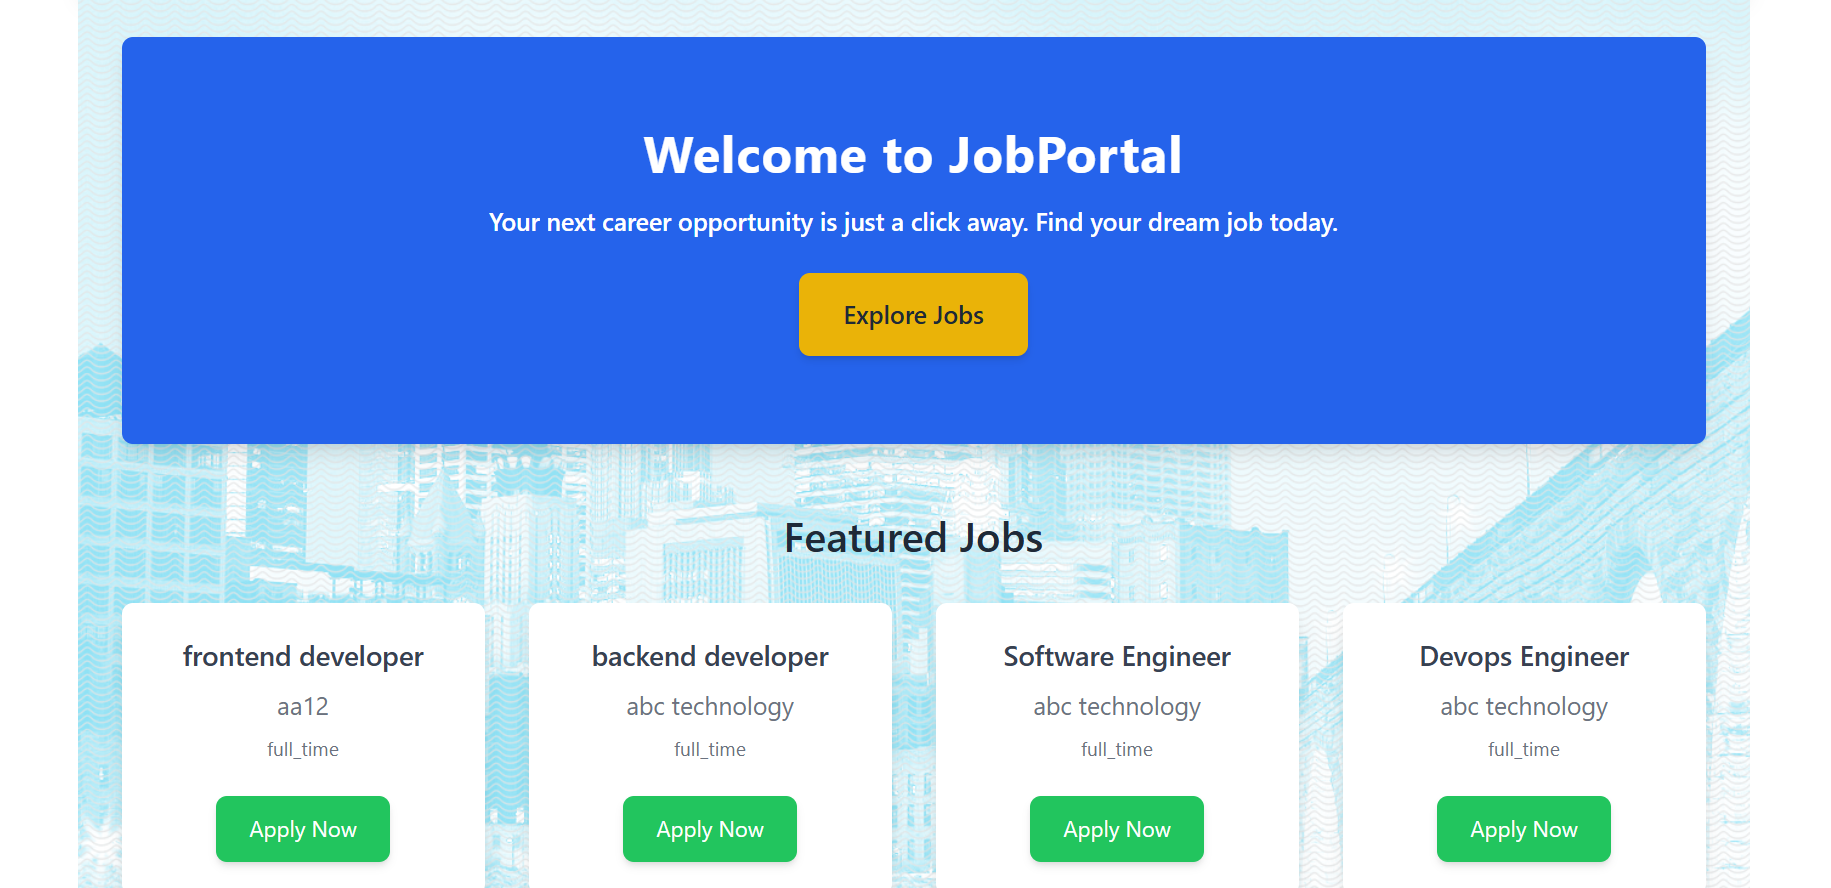 Welcome to JobPortal
Your next career opportunity is just a click away. Find your dream job today.
Explore Jobs
Featured Jobs
frontend developer
aa12
full_time
Apply Now
backend developer
abc technology
full_time
Apply Now
Software Engineer
abc technology
full_time
Apply Now
Devops Engineer
abc technology
full_time
Apply Now